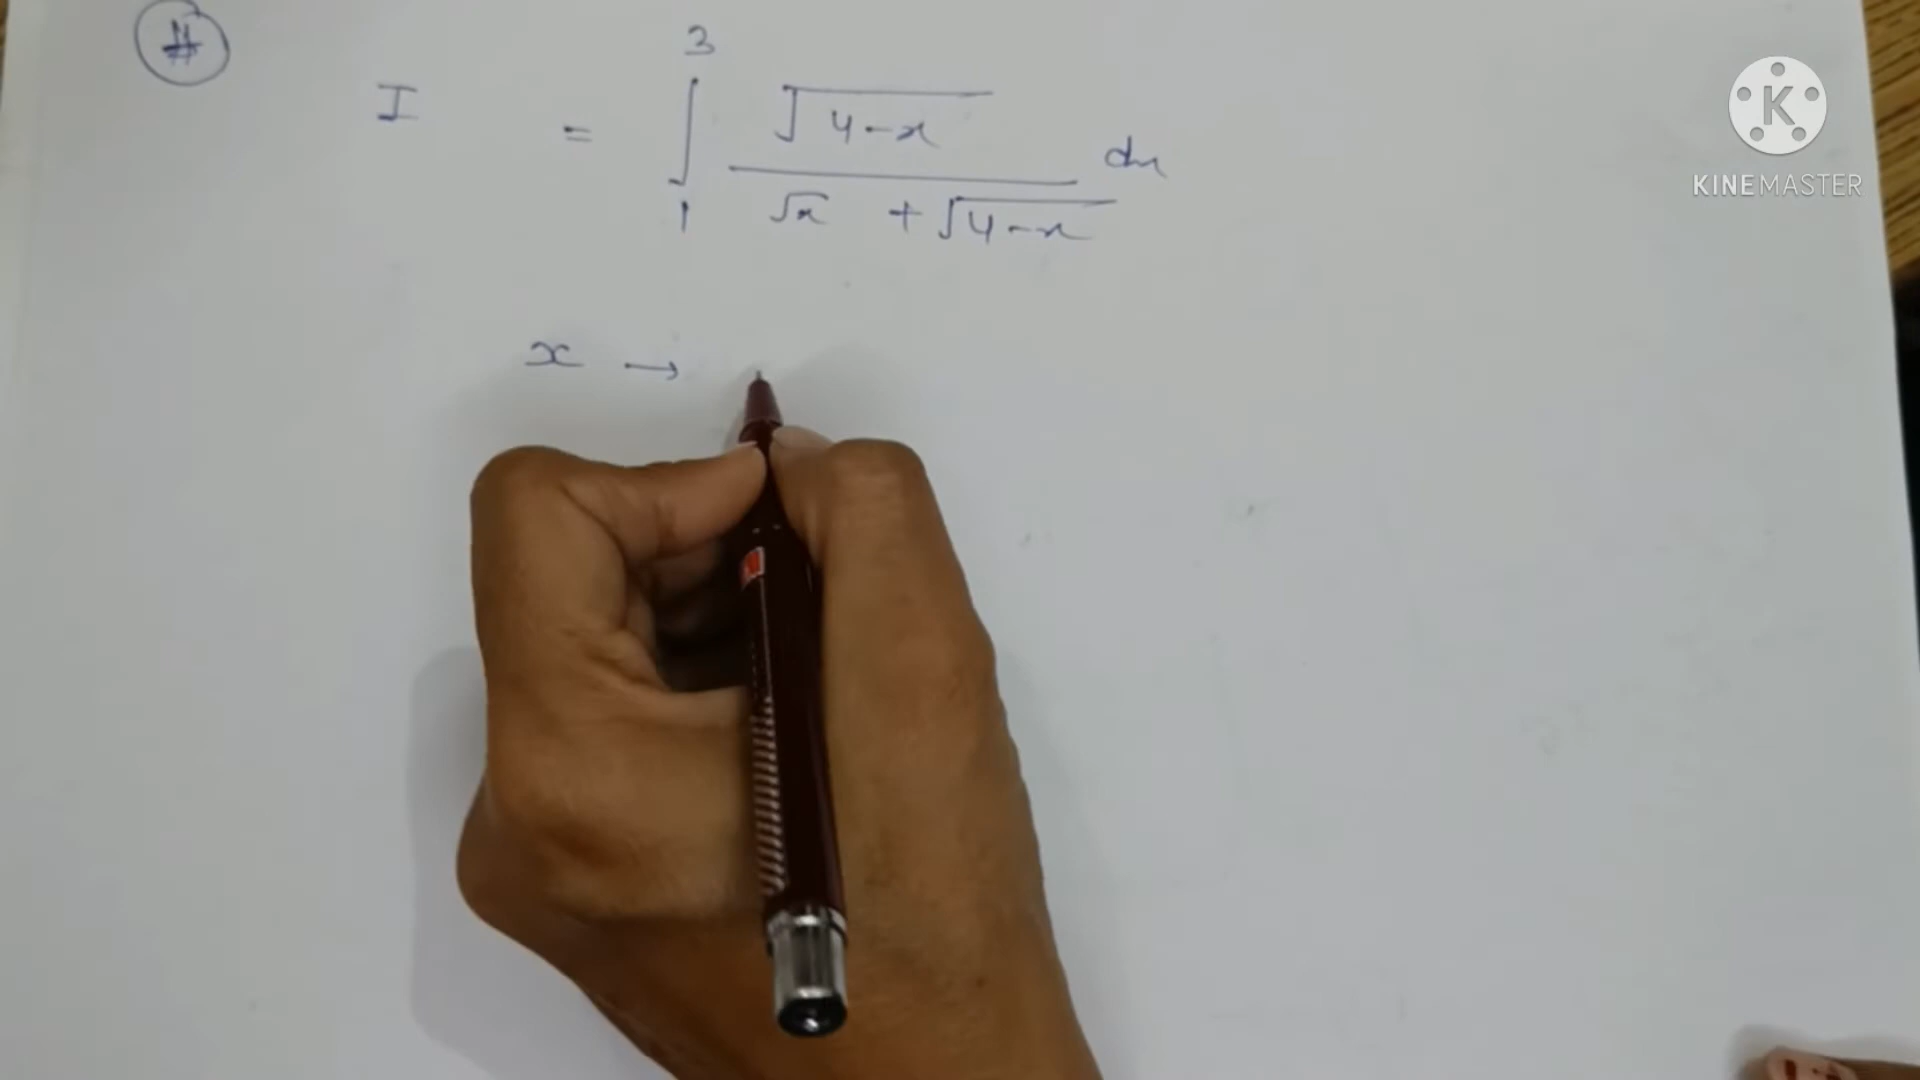 #
I = ∫₁³ √(4-x) / (√x + √(4-x)) dx
x →
K
KINEMASTER